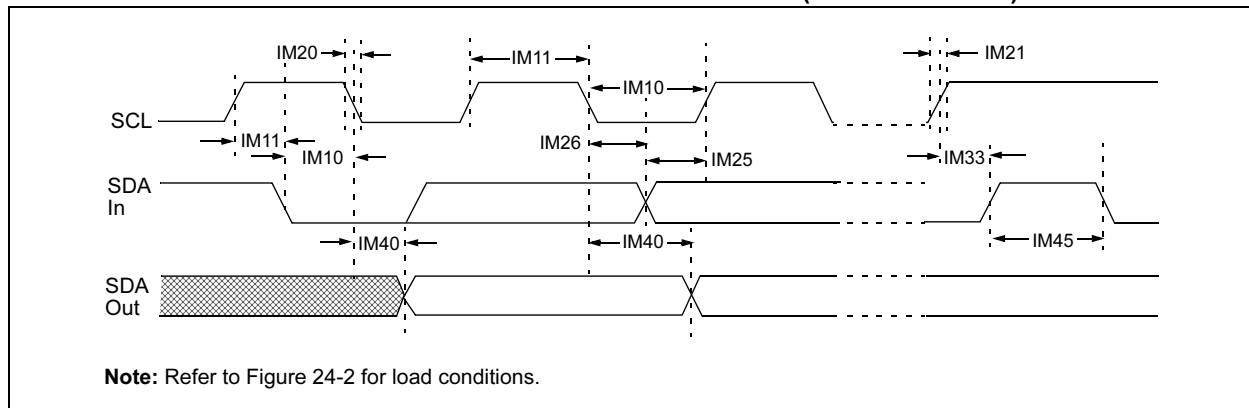 IM20
IM11
IM21
IM10
SCL
IM11
IM26
IM10
IM25
IM33
SDA
In
IM40
IM40
IM45
SDA
Out
Note: Refer to Figure 24-2 for load conditions.